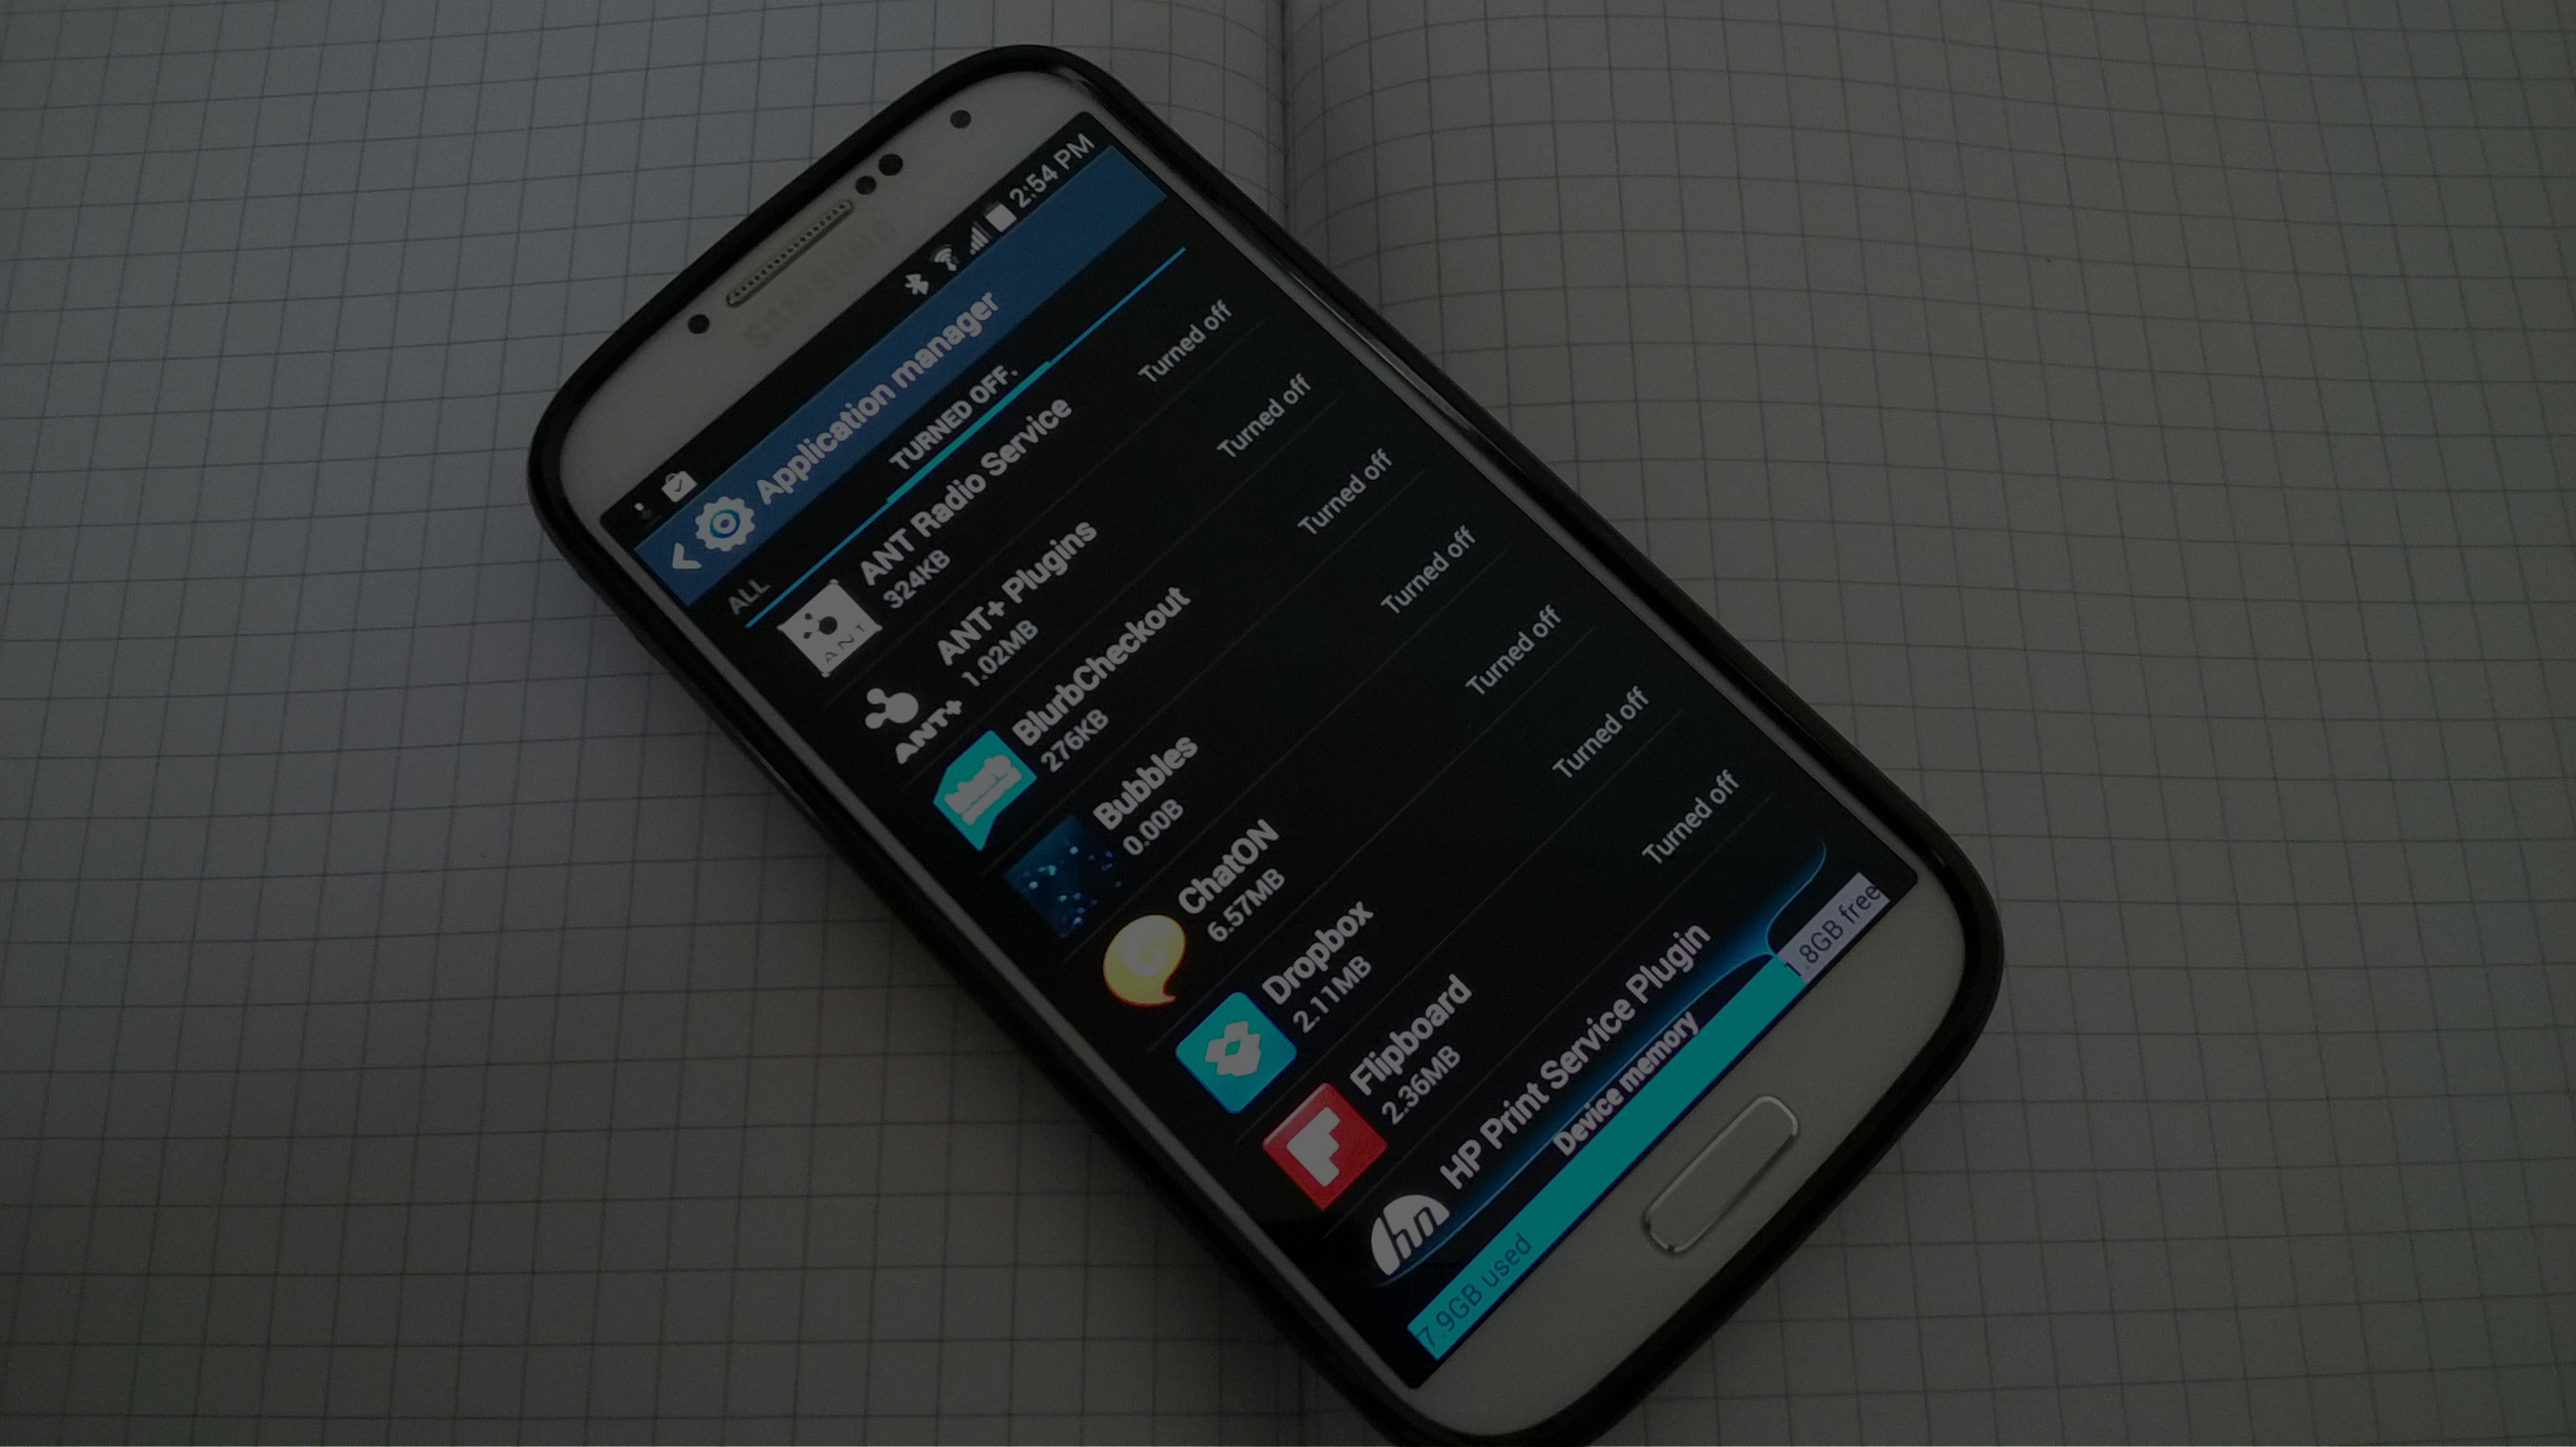 SAMSUNG
2:54 PM
Application manager
ALL
TURNED OFF.
ANT Radio Service
324KB
Turned off
ANT
ANT+ Plugins
1.02MB
Turned off
ANT+
BlurbCheckout
276KB
Turned off
Bubbles
0.00B
Turned off
ChatON
6.57MB
Turned off
C
Dropbox
2.11MB
Turned off
Flipboard
2.36MB
Turned off
HP Print Service Plugin
hp
Device memory
7.9GB used
1.8GB free